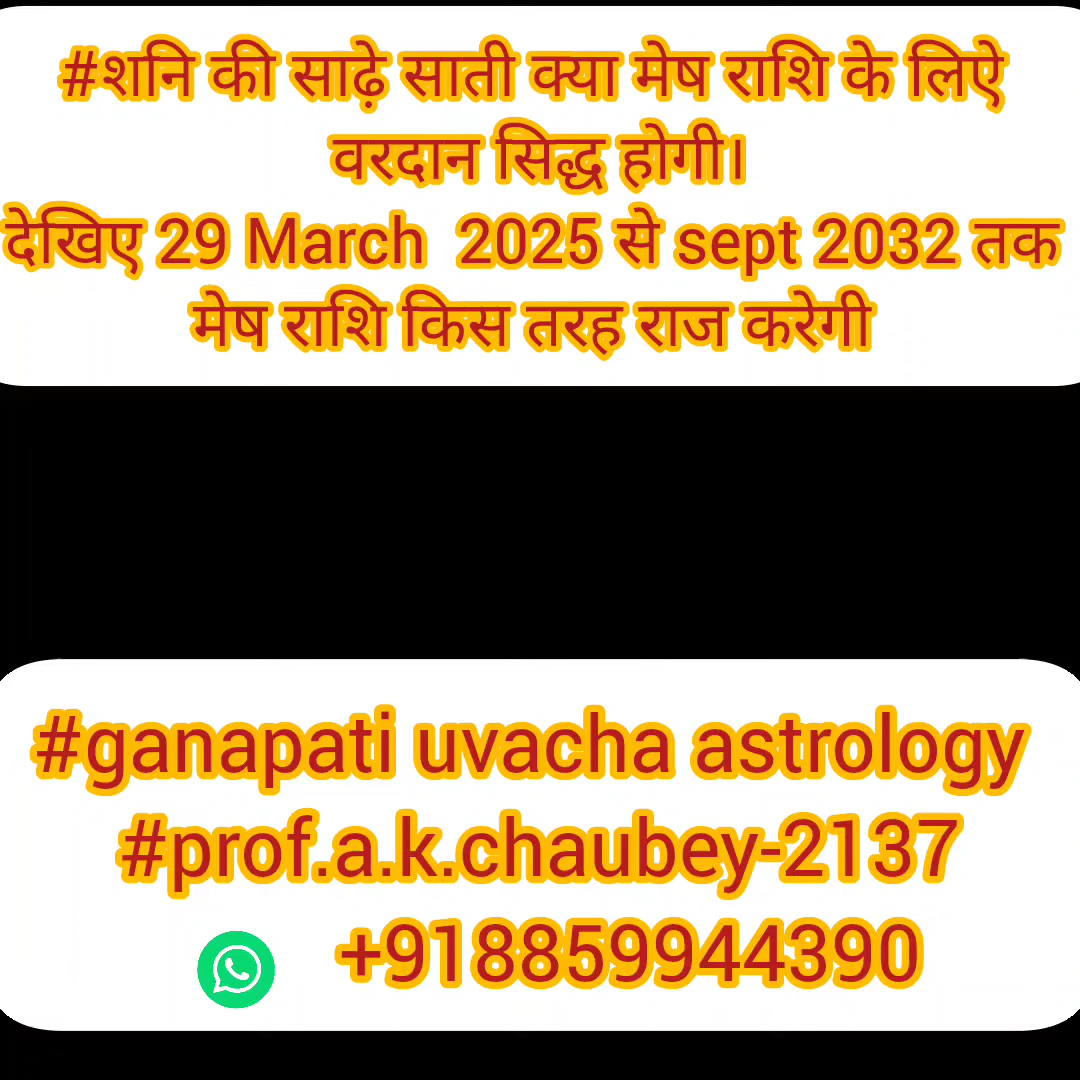 #शनि की साढ़े साती क्या मेष राशि के लिऐ
वरदान सिद्ध होगी।
देखिए 29 March 2025 से sept 2032 तक
मेष राशि किस तरह राज करेगी
#ganapati uvacha astrology
#prof.a.k.chaubey-2137
+918859944390